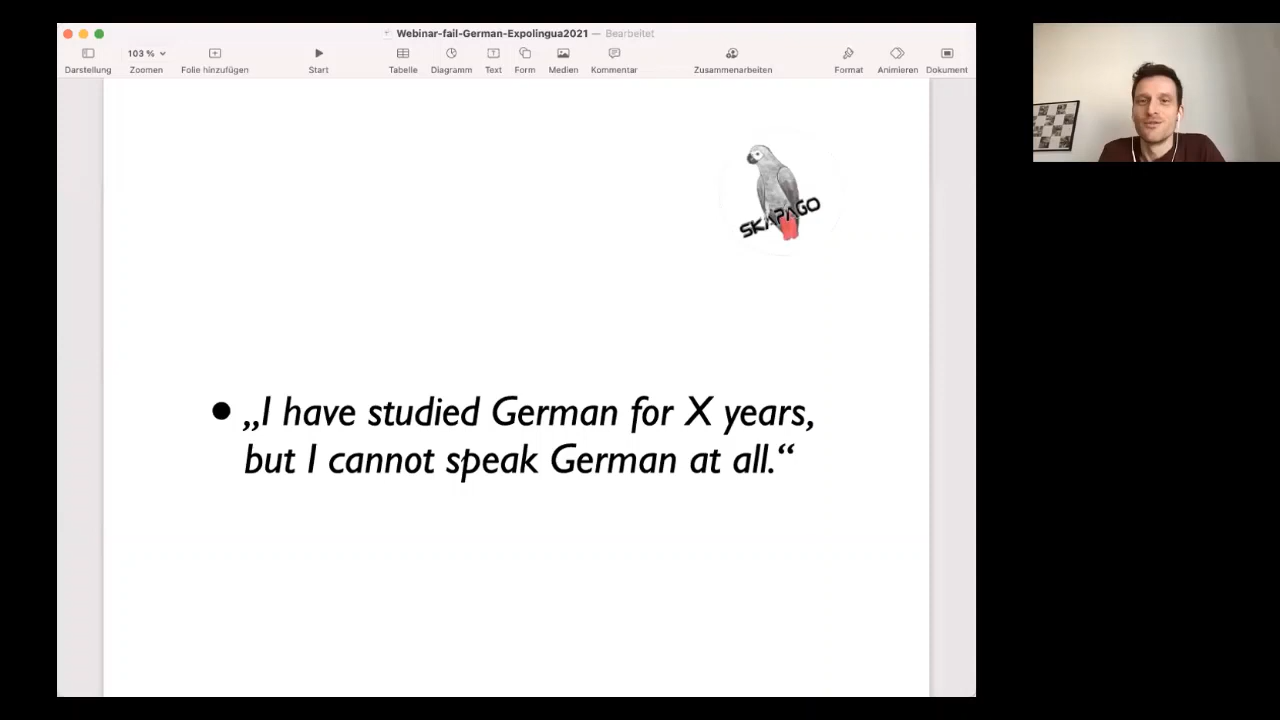 Webinar-fail-German-Expolingua2021 — Bearbeitet
103 %
Darstellung Zoomen Folie hinzufügen Start Tabelle Diagramm Text Form Medien Kommentar Zusammenarbeiten Format Animieren Dokument
SKAPAGO
• „I have studied German for X years,
but I cannot speak German at all.“